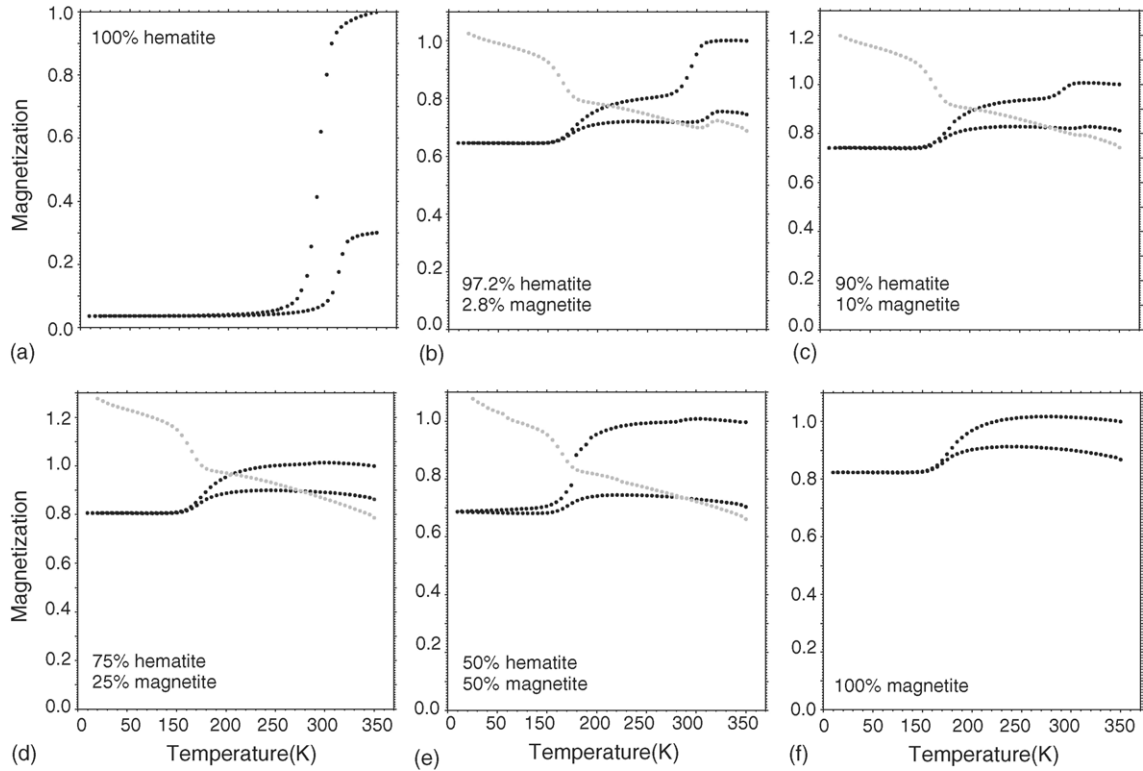 100% hematite
Magnetization
1.0
0.8
0.6
0.4
0.2
0.0
(a)
1.0
0.8
0.6
0.4
0.2
0.0
97.2% hematite
2.8% magnetite
(b)
1.2
1.0
0.8
0.6
0.4
0.2
0.0
90% hematite
10% magnetite
(c)
Magnetization
1.2
1.0
0.8
0.6
0.4
0.2
0.0
75% hematite
25% magnetite
0 50 100 150 200 250 300 350
(d)
Temperature(K)
1.0
0.8
0.6
0.4
0.2
0.0
50% hematite
50% magnetite
0 50 100 150 200 250 300 350
(e)
Temperature(K)
1.0
0.8
0.6
0.4
0.2
0.0
100% magnetite
0 50 100 150 200 250 300 350
(f)
Temperature(K)